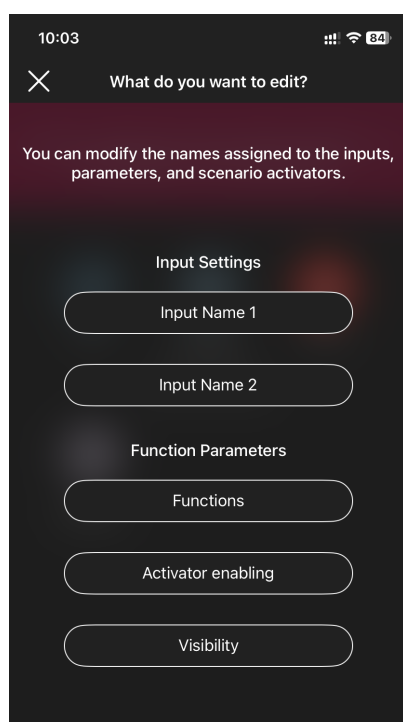 10:03
84
What do you want to edit?
You can modify the names assigned to the inputs,
parameters, and scenario activators.
Input Settings
Input Name 1
Input Name 2
Function Parameters
Functions
Activator enabling
Visibility